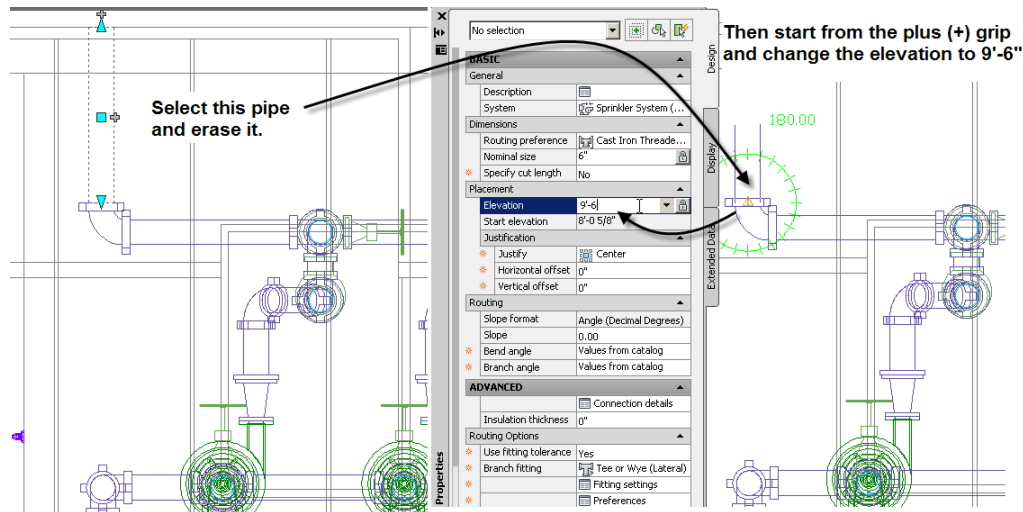 Select this pipe
and erase it.
No selection
BASIC
General
Description
System
Sprinkler System (...
Dimensions
Routing preference
Cast Iron Threade...
Nominal size
6"
Specify cut length
No
Placement
Elevation
9'-6
Start elevation
8'-0 5/8"
Justification
Justify
Center
Horizontal offset
0"
Vertical offset
0"
Routing
Slope format
Angle (Decimal Degrees)
Slope
0.00
Bend angle
Values from catalog
Branch angle
Values from catalog
ADVANCED
Connection details
Insulation thickness
0"
Routing Options
Use fitting tolerance
Yes
Branch fitting
Tee or Wye (Lateral)
Fitting settings
Preferences
Properties
Design
Display
Extended Data
Then start from the plus (+) grip
and change the elevation to 9'-6"
180.00